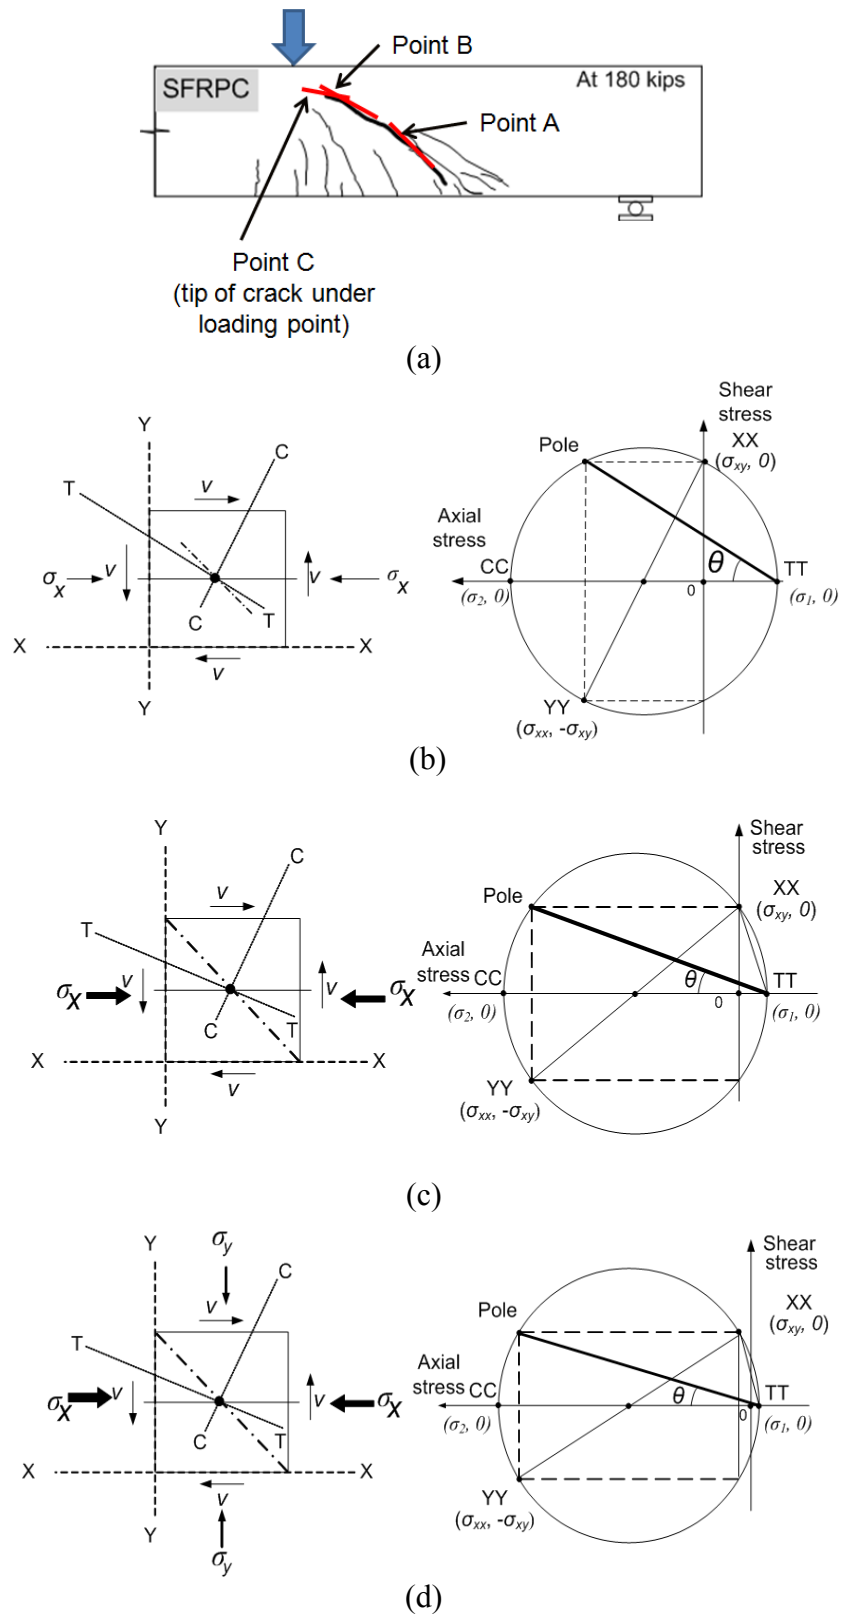 Point B
SFRPC
At 180 kips
Point A
Point C
(tip of crack under
loading point)
(a)
Y
C
T
v
σx
v
v
σx
C
T
X
X
v
Y
Shear
stress
XX
(σxy, 0)
Pole
Axial
stress
CC
θ
TT
(σ2, 0)
0
(σ1, 0)
YY
(σxx, -σxy)
(b)
Y
C
v
T
σX
v
v
σX
C
T
X
X
v
Y
Shear
stress
XX
(σxy, 0)
Pole
Axial
stress
CC
θ
TT
(σ2, 0)
0
(σ1, 0)
YY
(σxx, -σxy)
(c)
σy
Y
C
v
T
σX
v
v
σX
C
T
X
X
v
Y
σy
Shear
stress
XX
(σxy, 0)
Pole
Axial
stress
CC
θ
TT
(σ2, 0)
0
(σ1, 0)
YY
(σxx, -σxy)
(d)